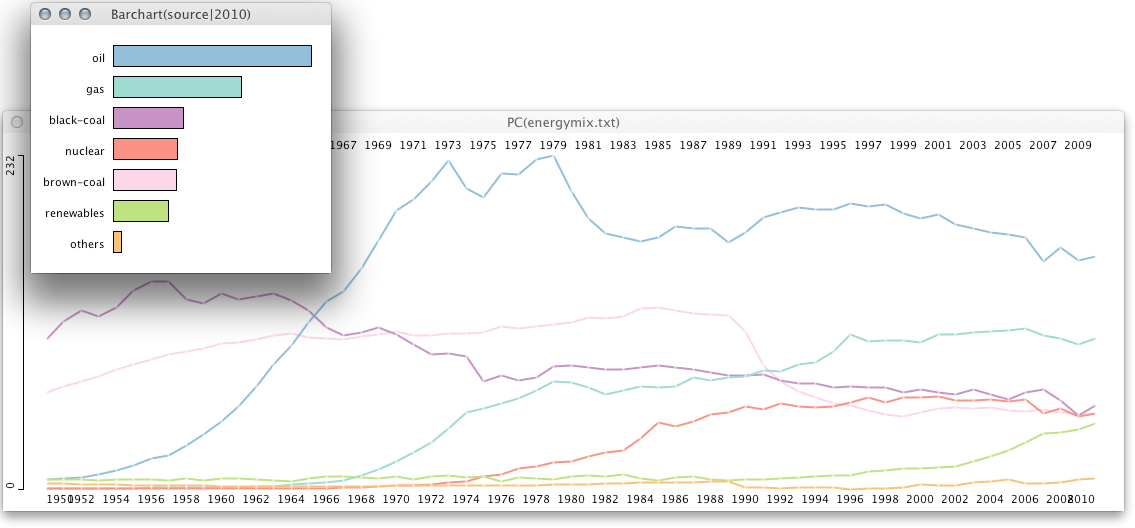 Barchart(source|2010)
oil
gas
black-coal
nuclear
brown-coal
renewables
others
PC(energymix.txt)
1967 1969 1971 1973 1975 1977 1979 1981 1983 1985 1987 1989 1991 1993 1995 1997 1999 2001 2003 2005 2007 2009
232
0
1950 1952 1954 1956 1958 1960 1962 1964 1966 1968 1970 1972 1974 1976 1978 1980 1982 1984 1986 1988 1990 1992 1994 1996 1998 2000 2002 2004 2006 2008 2010